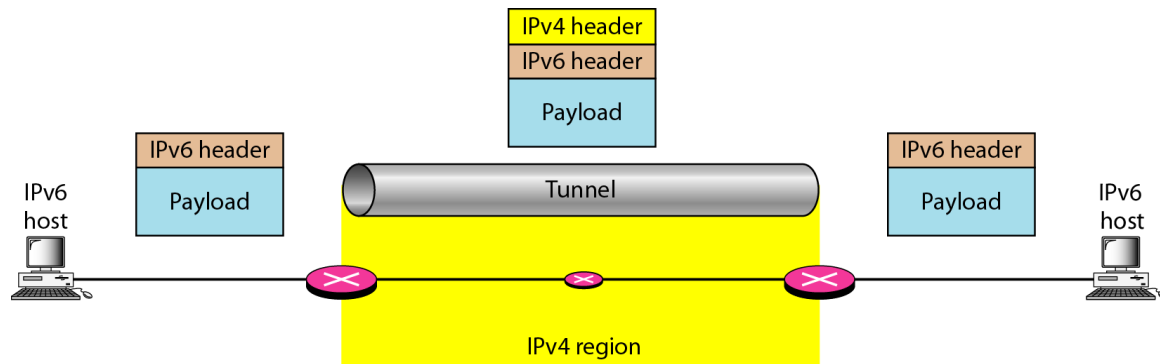 IPv4 header
IPv6 header
Payload
IPv6 header
Payload
IPv6 header
Payload
IPv6
host
Tunnel
IPv6
host
IPv4 region